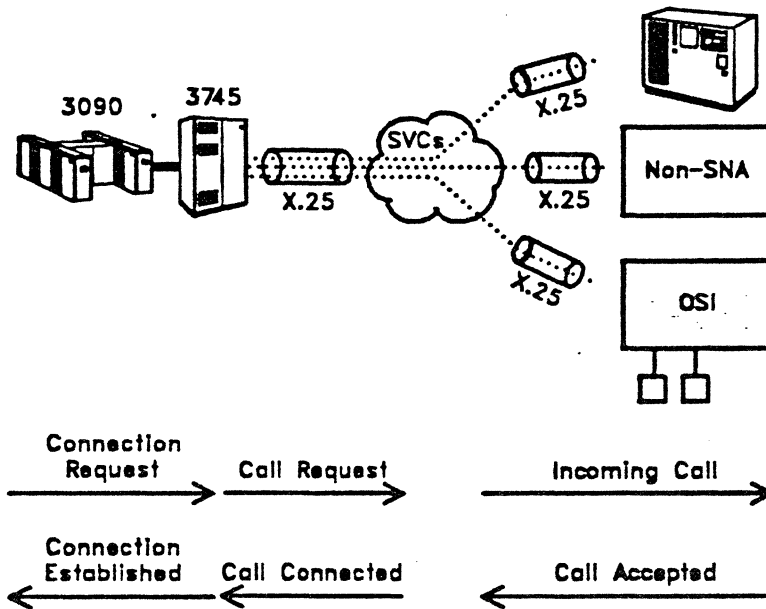 3090
3745
X.25
SVCs
X.25
Non-SNA
X.25
X.25
OSI
Connection
Request
Call Request
Incoming Call
Connection
Established
Call Connected
Call Accepted